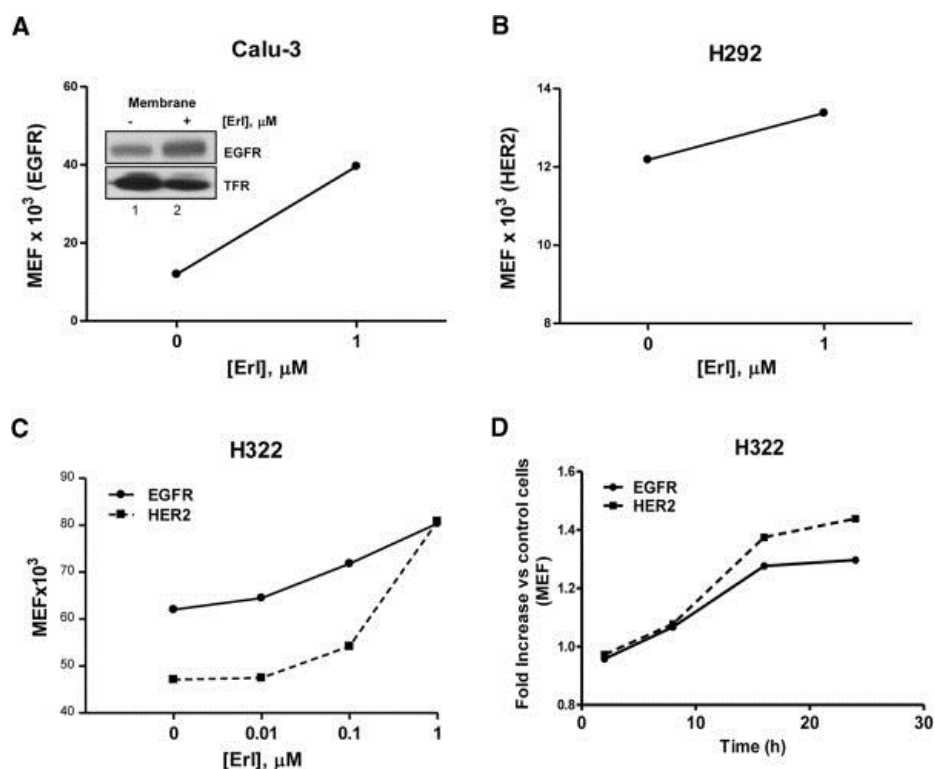 A
Calu-3
MEF x 10³ (EGFR)
60
40
20
0
Membrane
- + [Erl], µM
EGFR
TFR
1 2
0 1
[Erl], µM
B
H292
MEF x 10³ (HER2)
14
12
10
8
0 1
[Erl], µM
C
H322
EGFR
HER2
MEFx10³
90
80
70
60
50
40
0 0.01 0.1 1
[Erl], µM
D
H322
EGFR
HER2
Fold Increase vs control cells
(MEF)
1.6
1.4
1.2
1.0
0.8
0 10 20 30
Time (h)